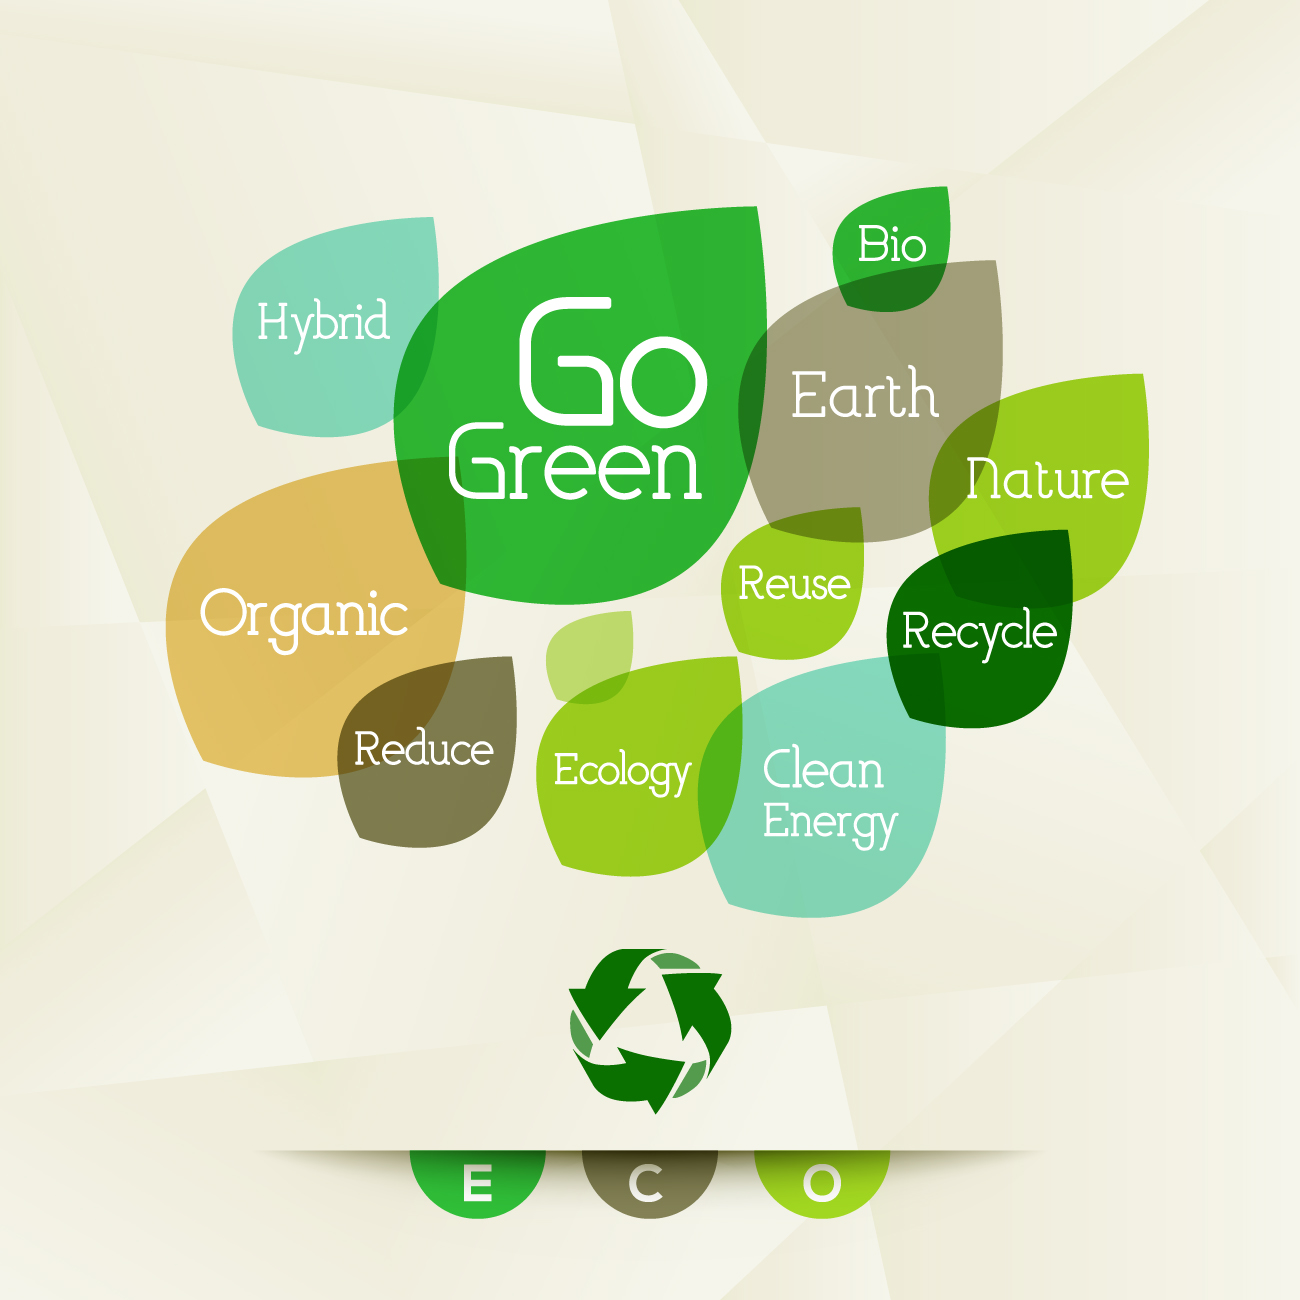 Bio
Hybrid
Go
Green
Earth
Nature
Reuse
Organic
Recycle
Reduce
Ecology
Clean
Energy
E C O